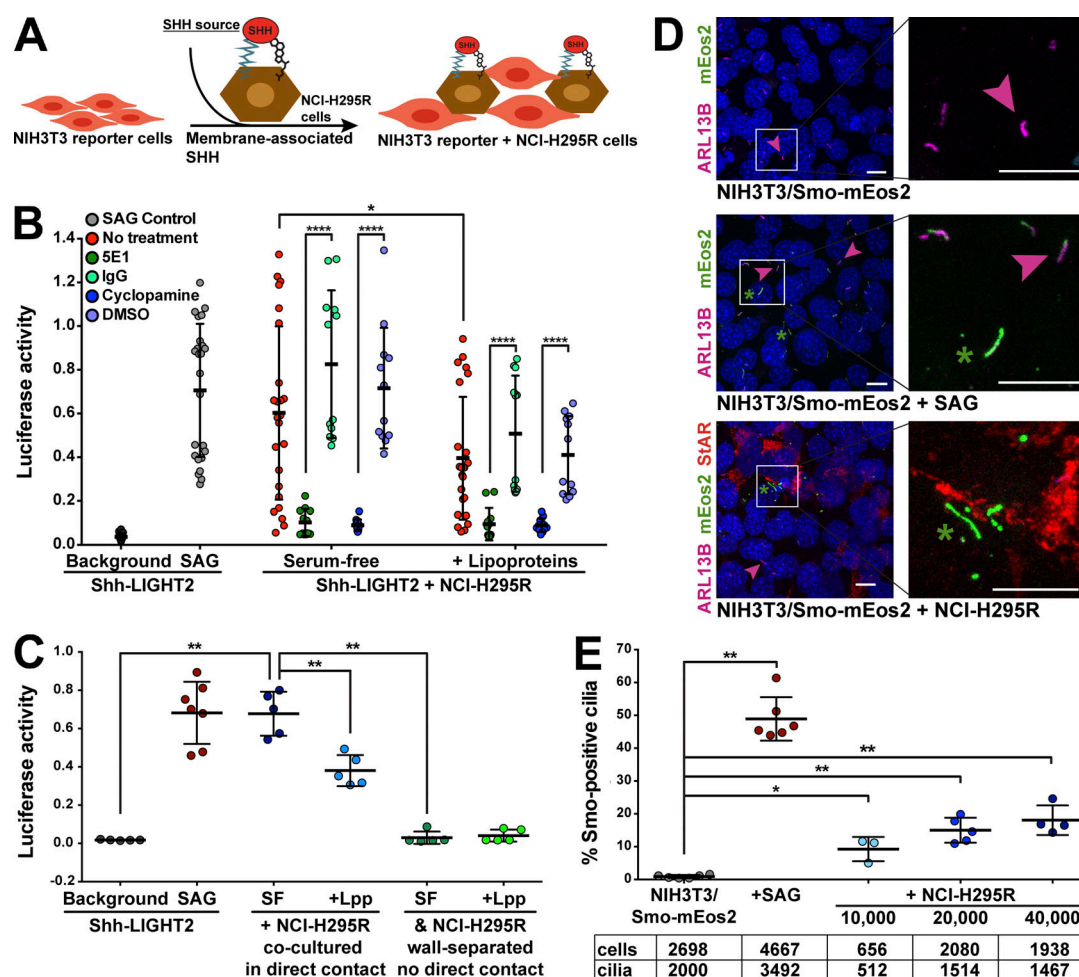 A
SHH source
SHH
NCI-H295R
cells
NIH3T3 reporter cells
Membrane-associated
SHH
SHH
SHH
NIH3T3 reporter + NCI-H295R cells
B
SAG Control
No treatment
5E1
IgG
Cyclopamine
DMSO
Luciferase activity
1.4
1.2
1.0
0.8
0.6
0.4
0.2
0.0
*
****
****
****
****
Background SAG
Serum-free
+ Lipoproteins
Shh-LIGHT2
Shh-LIGHT2 + NCI-H295R
C
Luciferase activity
1.0
0.8
0.6
0.4
0.2
0.0
-0.2
**
**
**
Background SAG
SF +Lpp
SF +Lpp
Shh-LIGHT2
+ NCI-H295R
co-cultured
in direct contact
& NCI-H295R
wall-separated
no direct contact
D
ARL13B mEos2
NIH3T3/Smo-mEos2
ARL13B mEos2
*
*
*
NIH3T3/Smo-mEos2 + SAG
ARL13B mEos2 StAR
*
*
NIH3T3/Smo-mEos2 + NCI-H295R
E
% Smo-positive cilia
70
60
50
40
30
20
10
0
**
**
**
*
NIH3T3/
Smo-mEos2
+SAG
+ NCI-H295R
10,000 20,000 40,000
cells 2698 4667 656 2080 1938
cilia 2000 3492 512 1514 1467